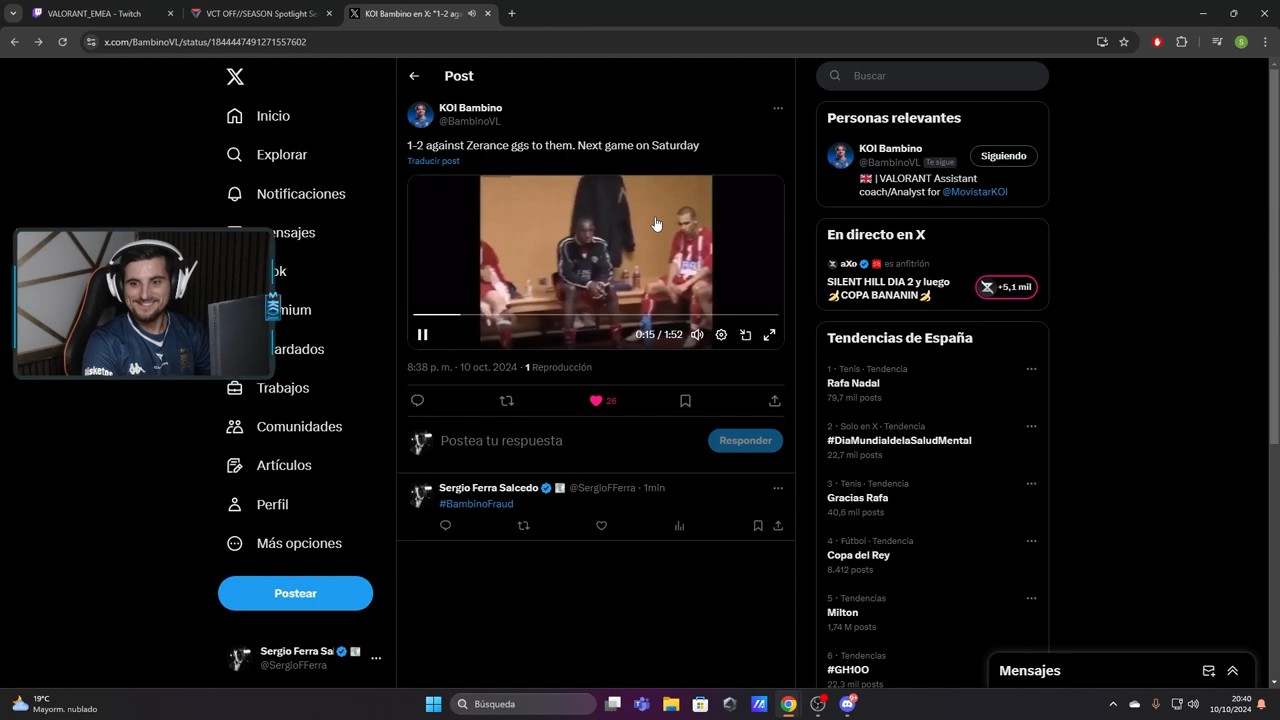 VALORANT_EMEA - Twitch
VCT OFF//SEASON Spotlight Se
KOI Bambino en X: "1-2 aga
x.com/BambinoVL/status/1844447491271557602
Inicio
Explorar
Notificaciones
ensajes
ok
mium
ardados
Trabajos
Comunidades
Artículos
Perfil
Más opciones
Postear
Sergio Ferra Sal
@SergioFFerra
Post
KOI Bambino
@BambinoVL
1-2 against Zerance ggs to them. Next game on Saturday
Traducir post
0:15 / 1:52
8:38 p. m. · 10 oct. 2024 · 1 Reproducción
26
Postea tu respuesta
Responder
Sergio Ferra Salcedo @SergioFFerra · 1min
#BambinoFraud
Buscar
Personas relevantes
KOI Bambino
@BambinoVL Te sigue
Siguiendo
| VALORANT Assistant
coach/Analyst for @MovistarKOI
En directo en X
aXo es anfitrión
SILENT HILL DIA 2 y luego
COPA BANANIN
+5,1 mil
Tendencias de España
1 · Tenis · Tendencia
Rafa Nadal
79,7 mil posts
2 · Solo en X · Tendencia
#DiaMundialdelaSaludMental
22,7 mil posts
3 · Tenis · Tendencia
Gracias Rafa
40,6 mil posts
4 · Fútbol · Tendencia
Copa del Rey
8.412 posts
5 · Tendencias
Milton
1,74 M posts
6 · Tendencias
#GH10O
22,3 mil posts
Mensajes
KOI
19°C
Mayorm. nublado
Búsqueda
20:40
10/10/2024